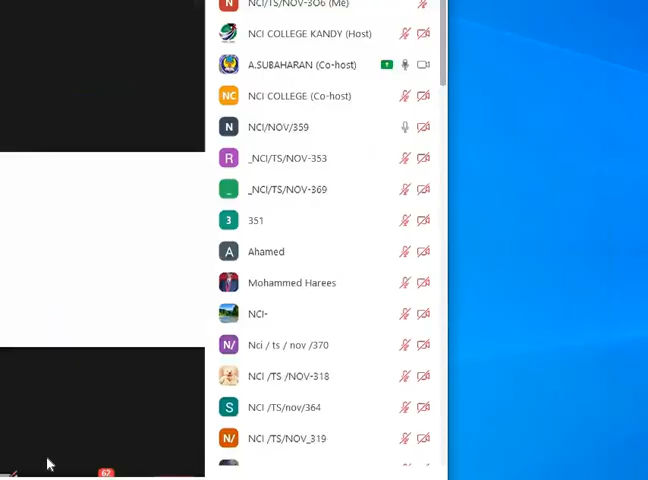 N NCI/TS/NOV-306 (Me)
NCI COLLEGE KANDY (Host)
A.SUBAHARAN (Co-host)
NC NCI COLLEGE (Co-host)
N NCI/NOV/359
R _NCI/TS/NOV-353
_ _NCI/TS/NOV-369
3 351
A Ahamed
Mohammed Harees
NCI-
N/ Nci / ts / nov /370
NCI /TS /NOV-318
S NCI /TS/nov/364
N/ NCI /TS/NOV_319
62